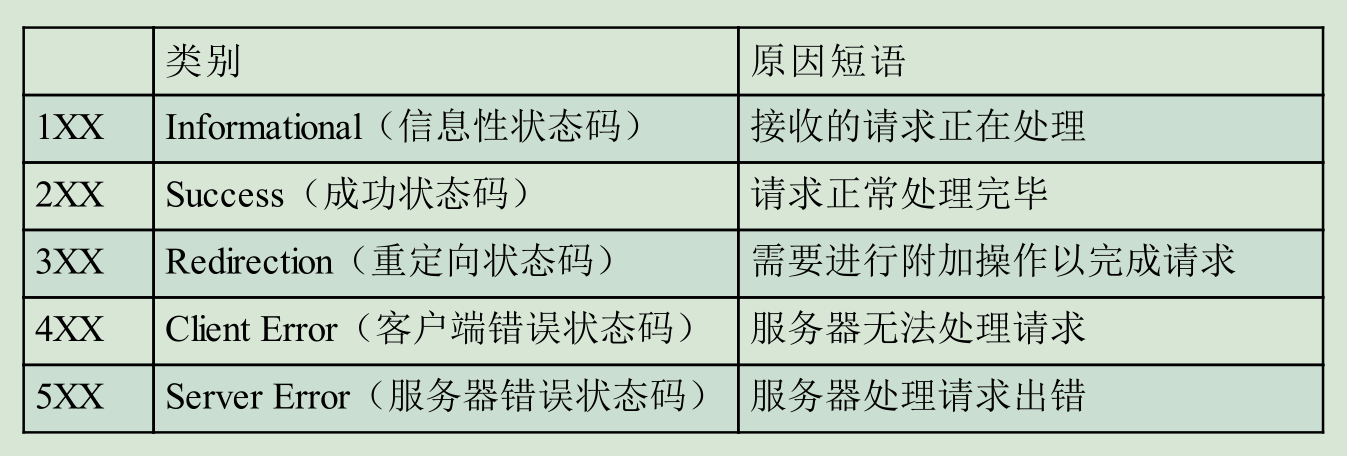 类别 原因短语
1XX Informational（信息性状态码） 接收的请求正在处理
2XX Success（成功状态码） 请求正常处理完毕
3XX Redirection（重定向状态码） 需要进行附加操作以完成请求
4XX Client Error（客户端错误状态码） 服务器无法处理请求
5XX Server Error（服务器错误状态码） 服务器处理请求出错